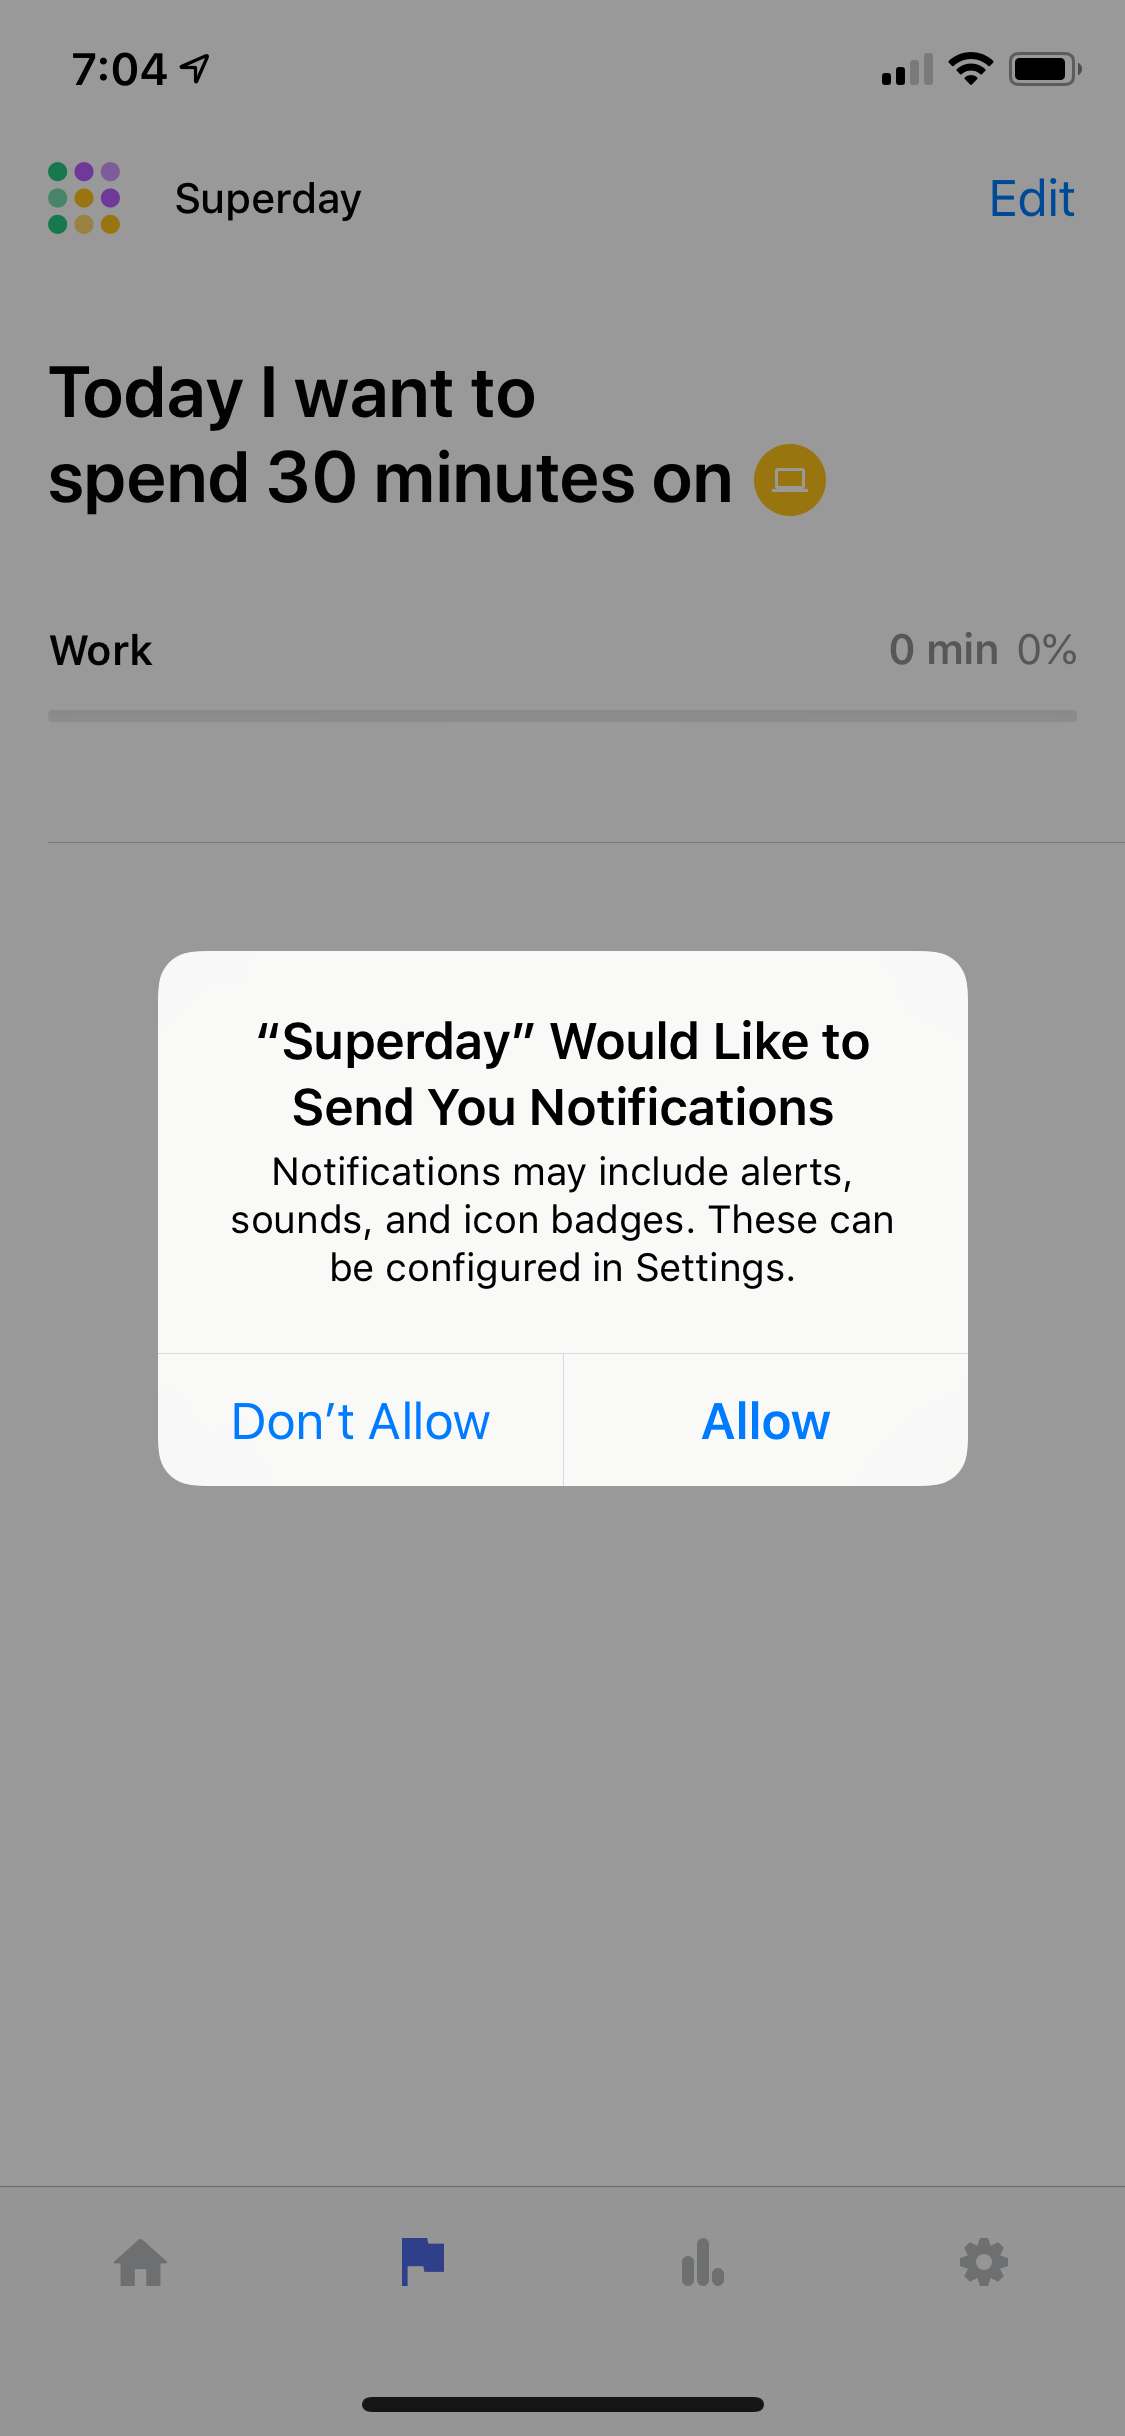 7:04
Superday
Edit
Today I want to
spend 30 minutes on
Work
0 min 0%
“Superday” Would Like to
Send You Notifications
Notifications may include alerts,
sounds, and icon badges. These can
be configured in Settings.
Don’t Allow
Allow